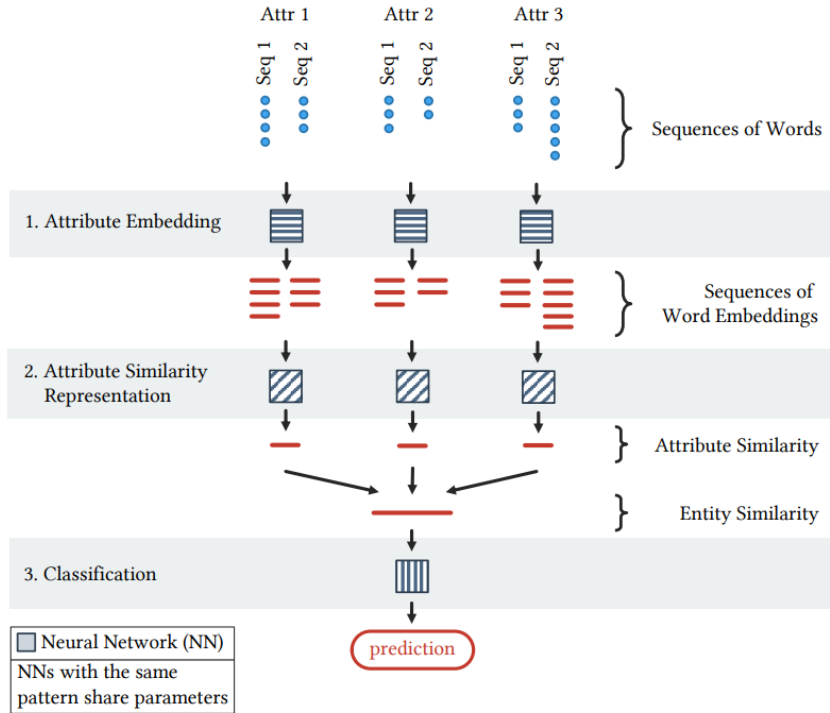 Attr 1
Attr 2
Attr 3
Seq 1
Seq 2
Seq 1
Seq 2
Seq 1
Seq 2
Sequences of Words
1. Attribute Embedding
Sequences of
Word Embeddings
2. Attribute Similarity
Representation
Attribute Similarity
Entity Similarity
3. Classification
Neural Network (NN)
NNs with the same
pattern share parameters
prediction